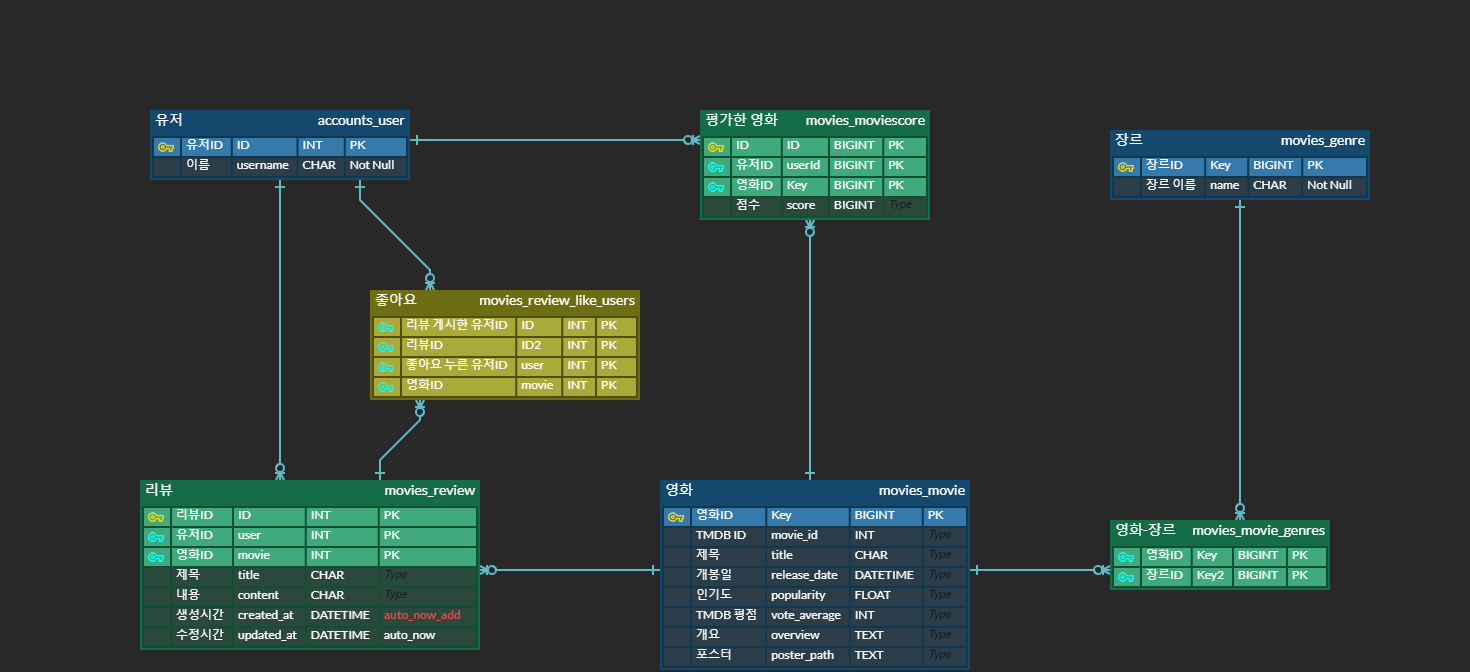 유저 accounts_user
유저ID ID INT PK
이름 username CHAR Not Null
평가한 영화 movies_moviescore
ID ID BIGINT PK
유저ID userId BIGINT PK
영화ID Key BIGINT PK
점수 score BIGINT Type
장르 movies_genre
장르ID Key BIGINT PK
장르 이름 name CHAR Not Null
좋아요 movies_review_like_users
리뷰 게시한 유저ID ID INT PK
리뷰ID ID2 INT PK
좋아요 누른 유저ID user INT PK
영화ID movie INT PK
리뷰 movies_review
리뷰ID ID INT PK
유저ID user INT PK
영화ID movie INT PK
제목 title CHAR Type
내용 content CHAR Type
생성시간 created_at DATETIME auto_now_add
수정시간 updated_at DATETIME auto_now
영화 movies_movie
영화ID Key BIGINT PK
TMDB ID movie_id INT Type
제목 title CHAR Type
개봉일 release_date DATETIME Type
인기도 popularity FLOAT Type
TMDB 평점 vote_average INT Type
개요 overview TEXT Type
포스터 poster_path TEXT Type
영화-장르 movies_movie_genres
영화ID Key BIGINT PK
장르ID Key2 BIGINT PK